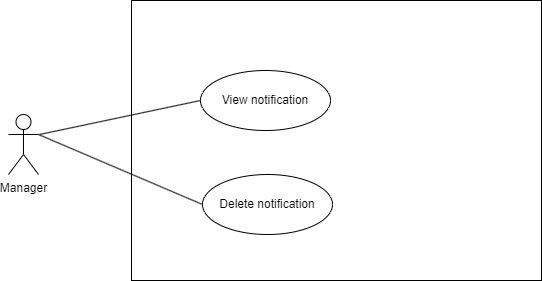 View notification
Manager
Delete notification